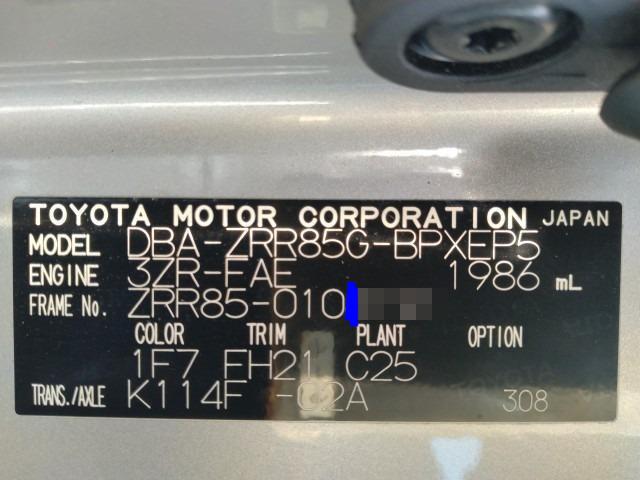 TOYOTA MOTOR CORPORATION JAPAN
MODEL DBA-ZRR85G-BPXEP5
ENGINE 3ZR-FAE 1986 mL
FRAME No. ZRR85-010
COLOR TRIM PLANT OPTION
1F7 FH21 C25
TRANS./AXLE K114F -02A 308